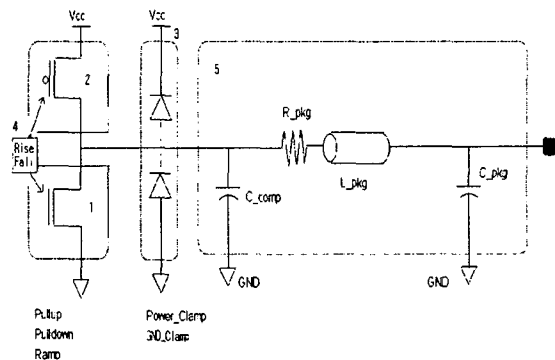 Vcc
Vcc
3
2
5
4
R_pkg
Rise
Fall
L_pkg
C_pkg
1
C_comp
GND
GND
Pullup
Pulldown
Ramp
Power_Clamp
GND_Clamp